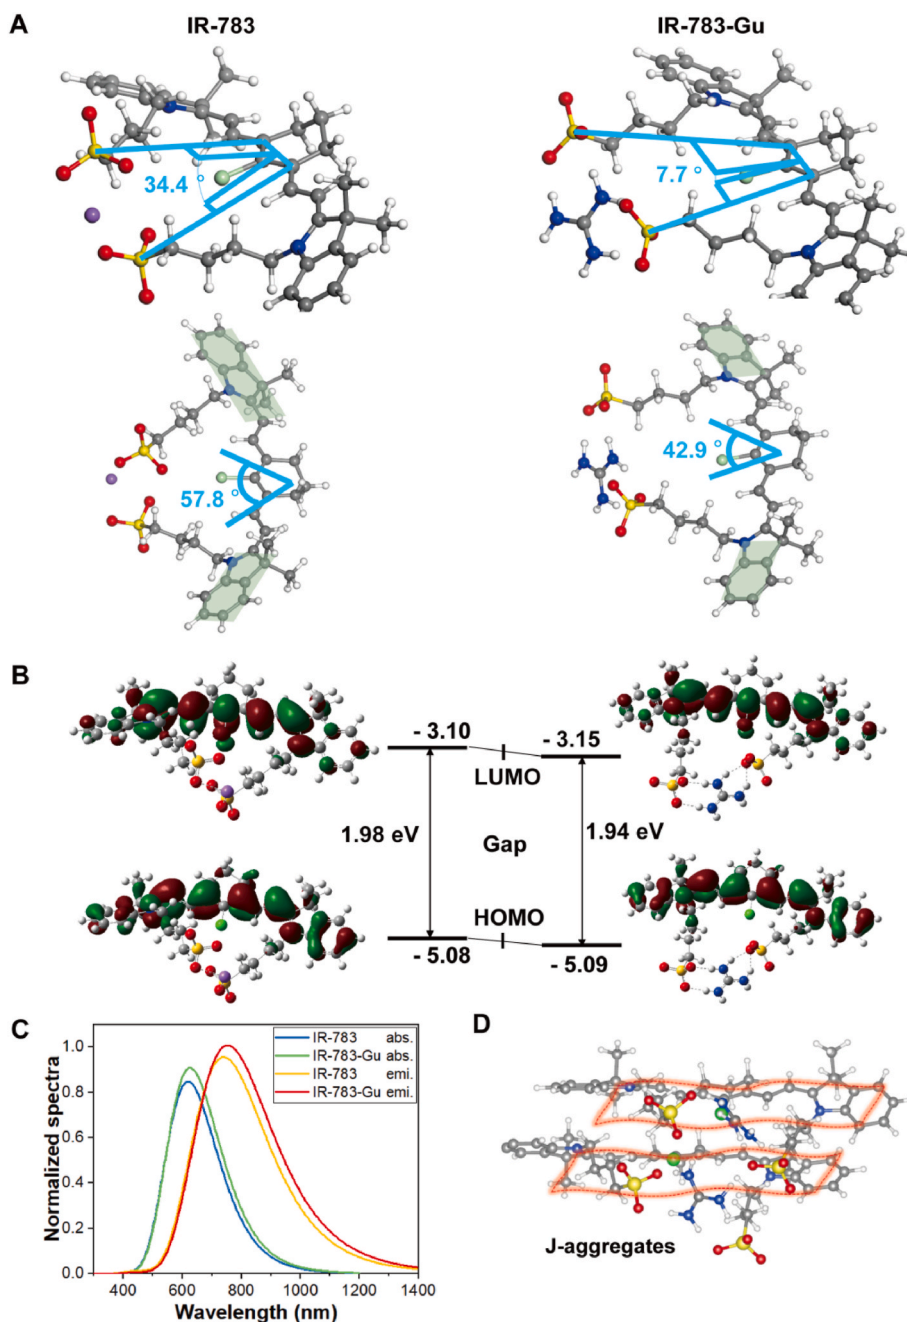 A
IR-783
IR-783-Gu
34.4 °
7.7 °
57.8 °
42.9 °
B
- 3.10
- 3.15
LUMO
1.98 eV
Gap
1.94 eV
HOMO
- 5.08
- 5.09
C
Normalized spectra
1.0
0.8
0.6
0.4
0.2
0.0
IR-783 abs.
IR-783-Gu abs.
IR-783 emi.
IR-783-Gu emi.
400 600 800 1000 1200 1400
Wavelength (nm)
D
J-aggregates